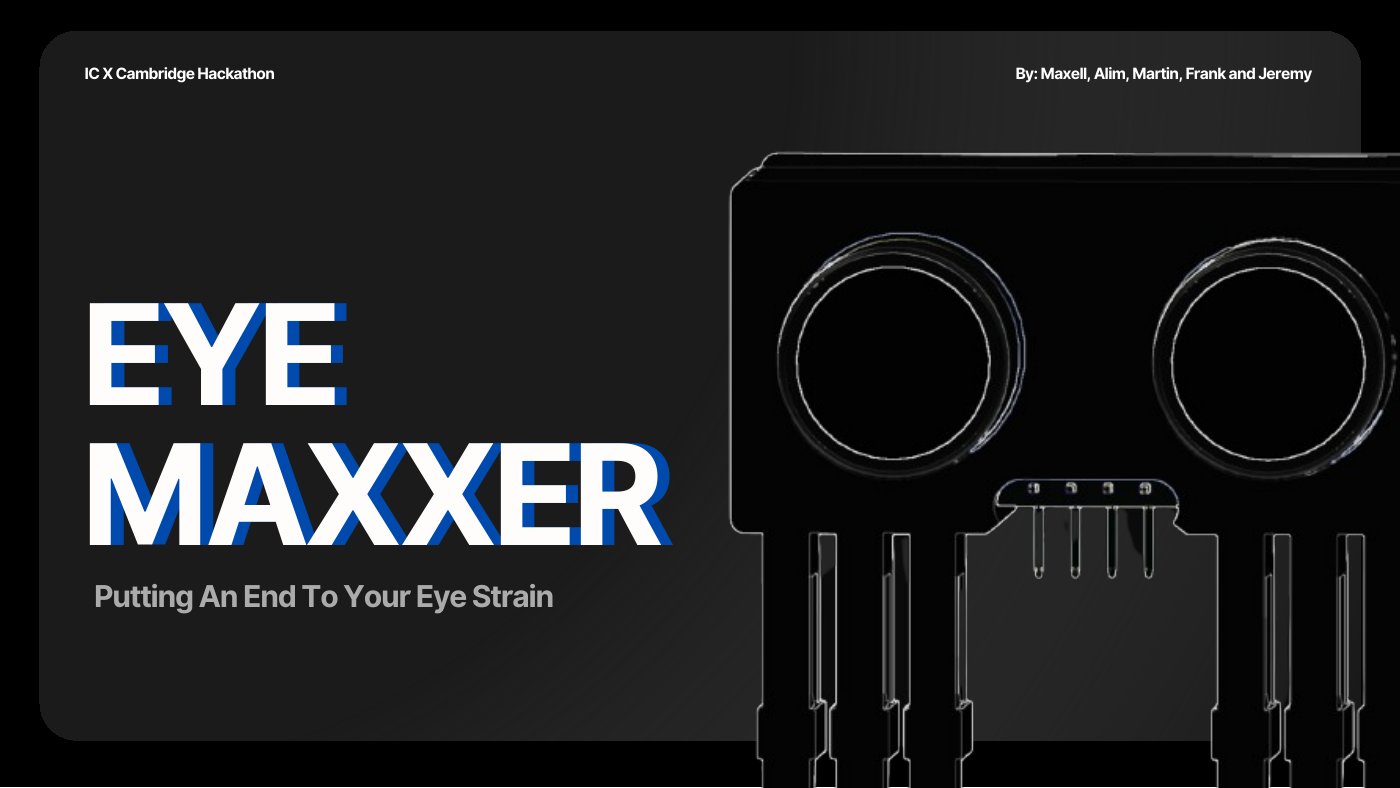 IC X Cambridge Hackathon
By: Maxell, Alim, Martin, Frank and Jeremy
EYE
MAXXER
Putting An End To Your Eye Strain